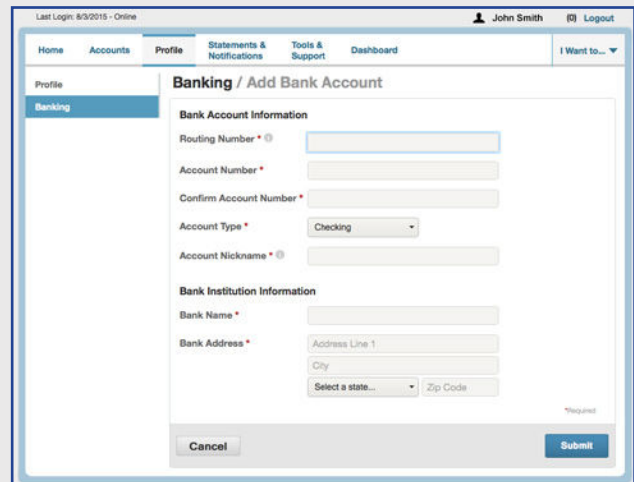 Last Login: 8/3/2015 - Online
John Smith (0) Logout
Home Accounts Profile Statements & Notifications Tools & Support Dashboard I Want to...
Profile
Banking
Banking / Add Bank Account
Bank Account Information
Routing Number *
Account Number *
Confirm Account Number *
Account Type * Checking
Account Nickname *
Bank Institution Information
Bank Name *
Bank Address * Address Line 1
City
Select a state... Zip Code
*Required
Cancel Submit